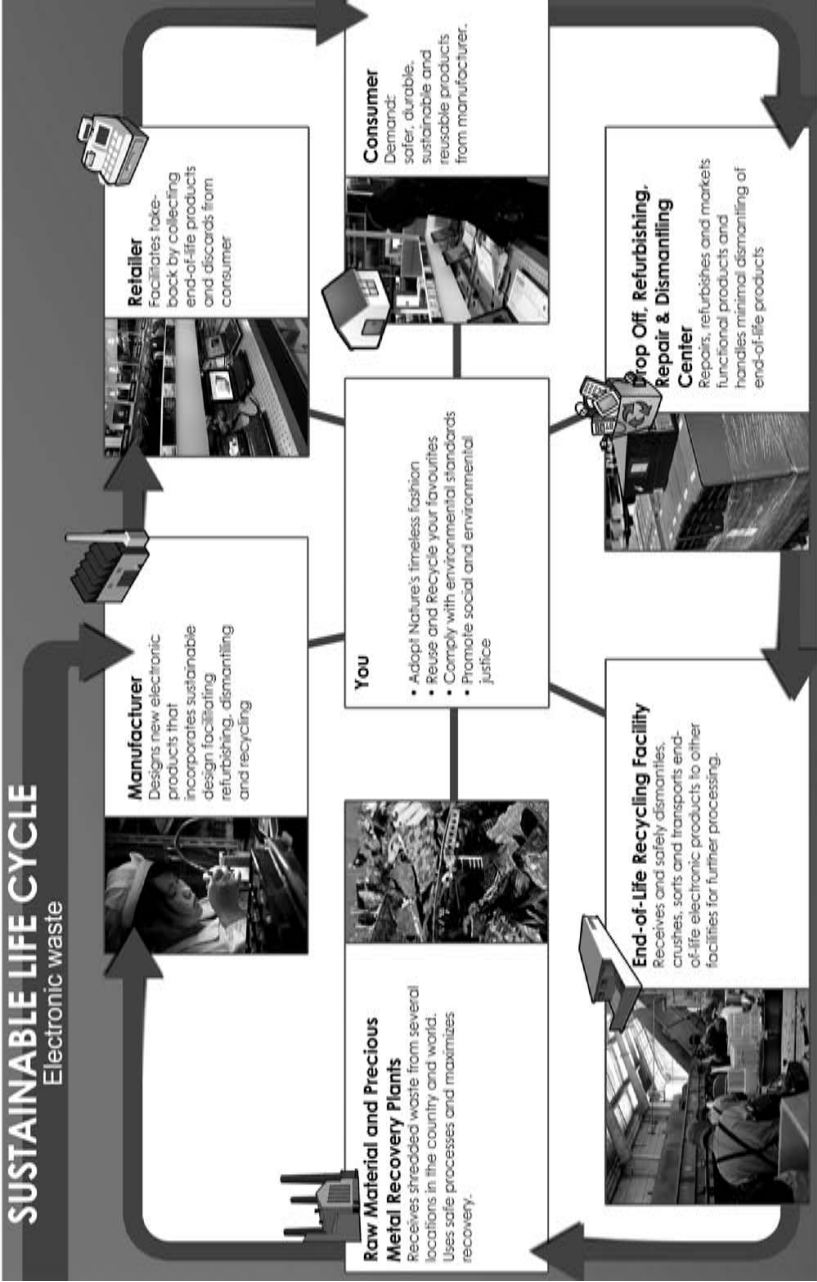 SUSTAINABLE LIFE CYCLE
Electronic waste
Manufacturer
Designs new electronic
products that
incorporates sustainable
design facilitating
refurbishing, dismantling
and recycling
Retailer
Facilitates take-
back by collecting
end-of-life products
and discards from
consumer
Consumer
Demand:
safer, durable,
sustainable and
reusable products
from manufacturer.
Drop Off, Refurbishing,
Repair & Dismantling
Center
Repairs, refurbishes and markets
functional products and
handles minimal dismantling of
end-of-life products
End-of-Life Recycling Facility
Receives and safely dismantles,
crushes, sorts and transports end-
of-life electronic products to other
facilities for further processing.
Raw Material and Precious
Metal Recovery Plants
Receives shredded waste from several
locations in the country and world.
Uses safe processes and maximizes
recovery.
You
• Adopt Nature's timeless fashion
• Reuse and Recycle your favourites
• Comply with environmental standards
• Promote social and environmental
justice